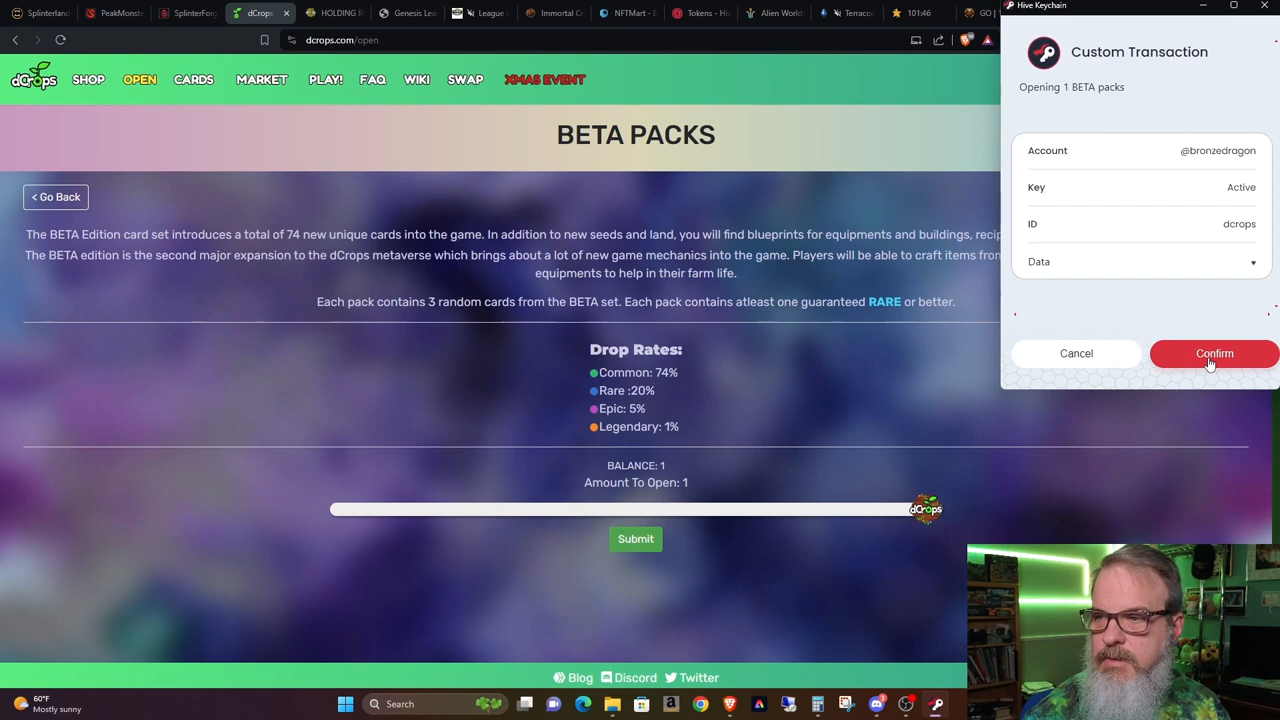 Splinterland
PeakMonste
SplinterForg
dCrops
HOLDING R
Genesis Lea
League
Immortal C
NFTMart - E
Tokens - Hi
Alien World
Terraco
101:46
GO | T
Hive Keychain
dcrops.com/open
dCrops
SHOP
OPEN
CARDS
MARKET
PLAY!
FAQ
WIKI
SWAP
XMAS EVENT
Custom Transaction
Opening 1 BETA packs
Account @bronzedragon
Key Active
ID dcrops
Data
Cancel
Confirm
BETA PACKS
< Go Back
The BETA Edition card set introduces a total of 74 new unique cards into the game. In addition to new seeds and land, you will find blueprints for equipments and buildings, recip
The BETA edition is the second major expansion to the dCrops metaverse which brings about a lot of new game mechanics into the game. Players will be able to craft items from
equipments to help in their farm life.
Each pack contains 3 random cards from the BETA set. Each pack contains atleast one guaranteed RARE or better.
Drop Rates:
Common: 74%
Rare :20%
Epic: 5%
Legendary: 1%
BALANCE: 1
Amount To Open: 1
dCrops
Submit
Blog
Discord
Twitter
60°F
Mostly sunny
Search